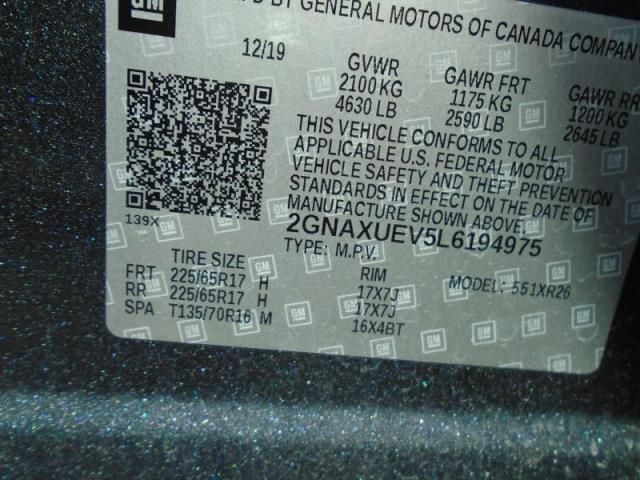 GM
BY GENERAL MOTORS OF CANADA COMPANY
12/19
GVWR
2100 KG
4630 LB
GAWR FRT
1175 KG
2590 LB
GAWR RR
1200 KG
2645 LB
THIS VEHICLE CONFORMS TO ALL
APPLICABLE U.S. FEDERAL MOTOR
VEHICLE SAFETY AND THEFT PREVENTION
STANDARDS IN EFFECT ON THE DATE OF
MANUFACTURE SHOWN ABOVE.
139X
2GNAXUEV5L6194975
TYPE: M.P.V.
MODEL: 551XR26
TIRE SIZE RIM
FRT 225/65R17 H 17X7J
RR 225/65R17 H 17X7J
SPA T135/70R16 M 16X4BT